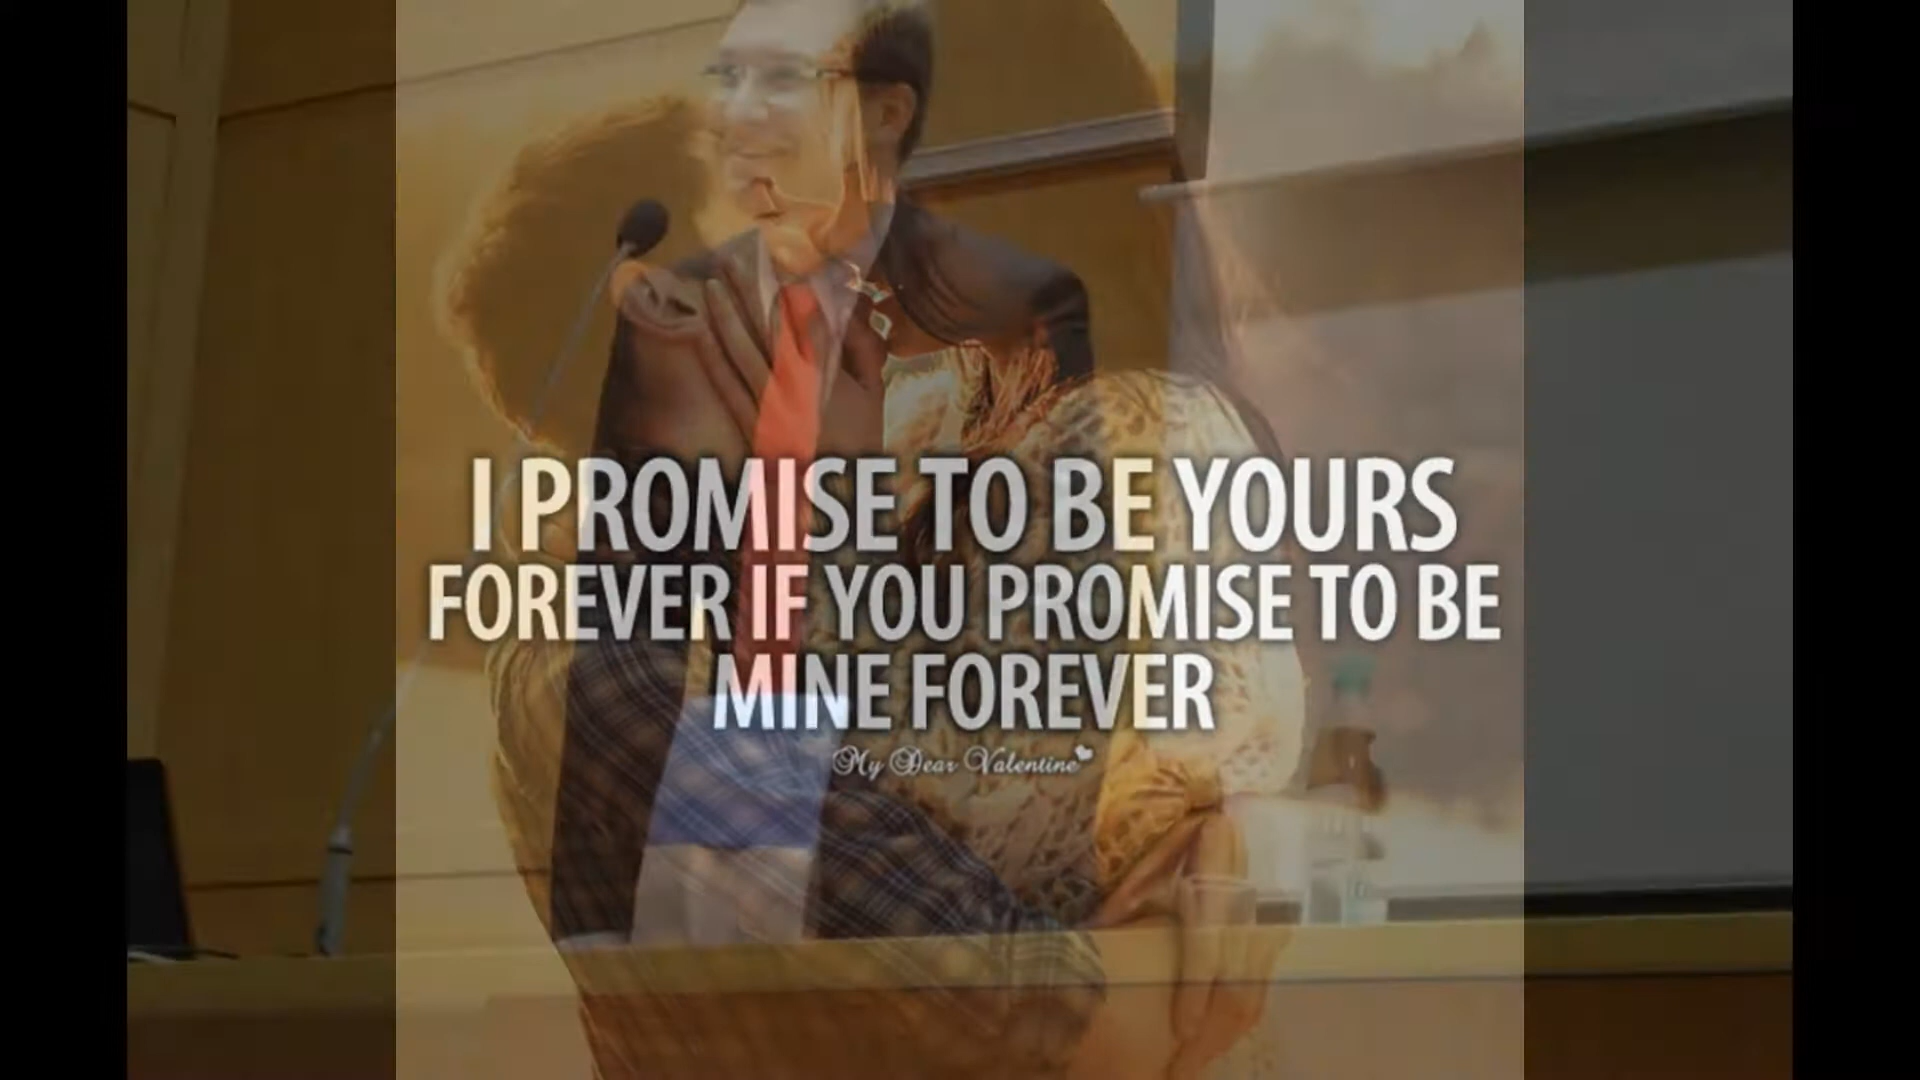 I PROMISE TO BE YOURS
FOREVER IF YOU PROMISE TO BE
MINE FOREVER
My Dear Valentine